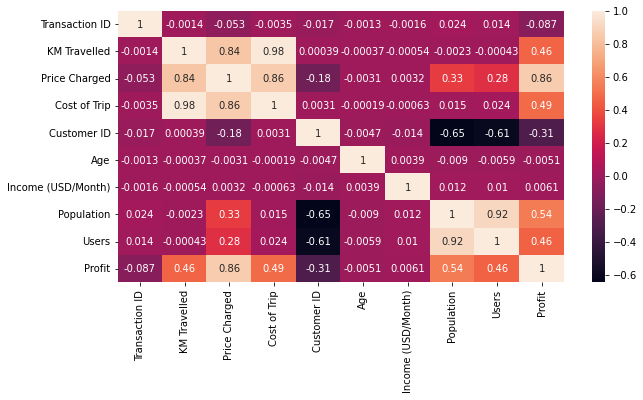 Transaction ID 1 -0.0014 -0.053 -0.0035 -0.017 -0.0013 -0.0016 0.024 0.014 -0.087
KM Travelled -0.0014 1 0.84 0.98 0.00039 -0.00037 -0.00054 -0.0023 -0.00043 0.46
Price Charged -0.053 0.84 1 0.86 -0.18 -0.0031 0.0032 0.33 0.28 0.86
Cost of Trip -0.0035 0.98 0.86 1 0.0031 -0.00019 -0.00063 0.015 0.024 0.49
Customer ID -0.017 0.00039 -0.18 0.0031 1 -0.0047 -0.014 -0.65 -0.61 -0.31
Age -0.0013 -0.00037 -0.0031 -0.00019 -0.0047 1 0.0039 -0.009 -0.0059 -0.0051
Income (USD/Month) -0.0016 -0.00054 0.0032 -0.00063 -0.014 0.0039 1 0.012 0.01 0.0061
Population 0.024 -0.0023 0.33 0.015 -0.65 -0.009 0.012 1 0.92 0.54
Users 0.014 -0.00043 0.28 0.024 -0.61 -0.0059 0.01 0.92 1 0.46
Profit -0.087 0.46 0.86 0.49 -0.31 -0.0051 0.0061 0.54 0.46 1
Transaction ID
KM Travelled
Price Charged
Cost of Trip
Customer ID
Age
Income (USD/Month)
Population
Users
Profit
1.0
0.8
0.6
0.4
0.2
0.0
−0.2
−0.4
−0.6